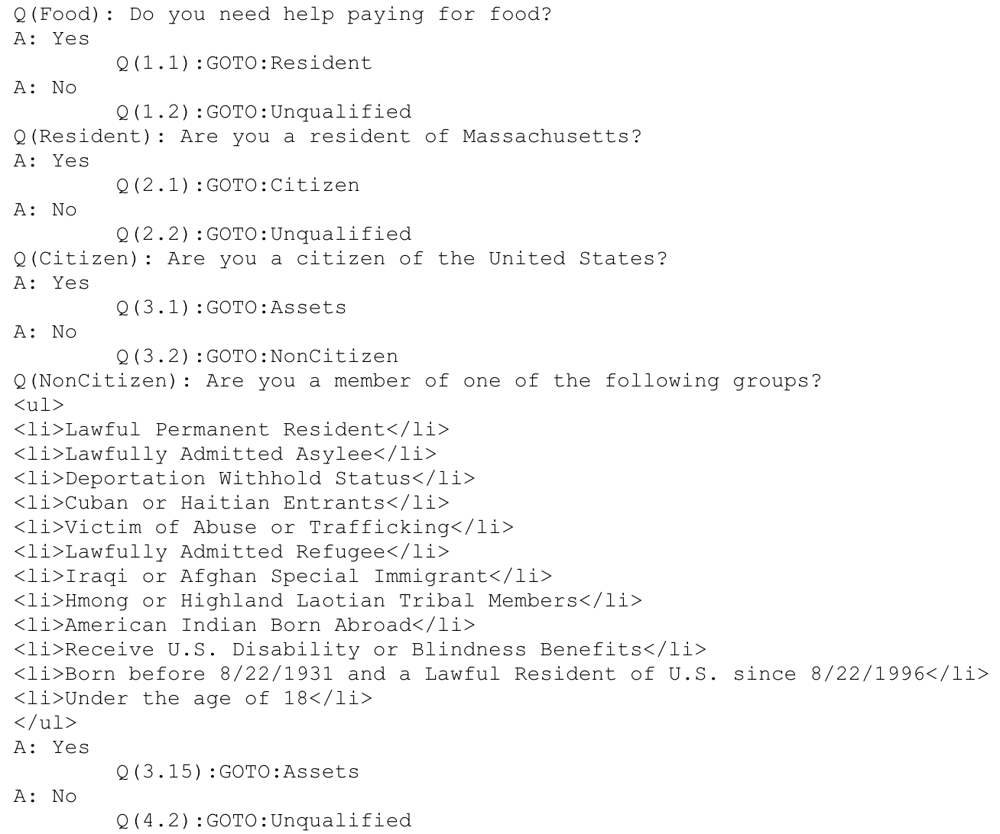 Q(Food): Do you need help paying for food?
A: Yes
Q(1.1):GOTO:Resident
A: No
Q(1.2):GOTO:Unqualified
Q(Resident): Are you a resident of Massachusetts?
A: Yes
Q(2.1):GOTO:Citizen
A: No
Q(2.2):GOTO:Unqualified
Q(Citizen): Are you a citizen of the United States?
A: Yes
Q(3.1):GOTO:Assets
A: No
Q(3.2):GOTO:NonCitizen
Q(NonCitizen): Are you a member of one of the following groups?
<ul>
<li>Lawful Permanent Resident</li>
<li>Lawfully Admitted Asylee</li>
<li>Deportation Withhold Status</li>
<li>Cuban or Haitian Entrants</li>
<li>Victim of Abuse or Trafficking</li>
<li>Lawfully Admitted Refugee</li>
<li>Iraqi or Afghan Special Immigrant</li>
<li>Hmong or Highland Laotian Tribal Members</li>
<li>American Indian Born Abroad</li>
<li>Receive U.S. Disability or Blindness Benefits</li>
<li>Born before 8/22/1931 and a Lawful Resident of U.S. since 8/22/1996</li>
<li>Under the age of 18</li>
</ul>
A: Yes
Q(3.15):GOTO:Assets
A: No
Q(4.2):GOTO:Unqualified